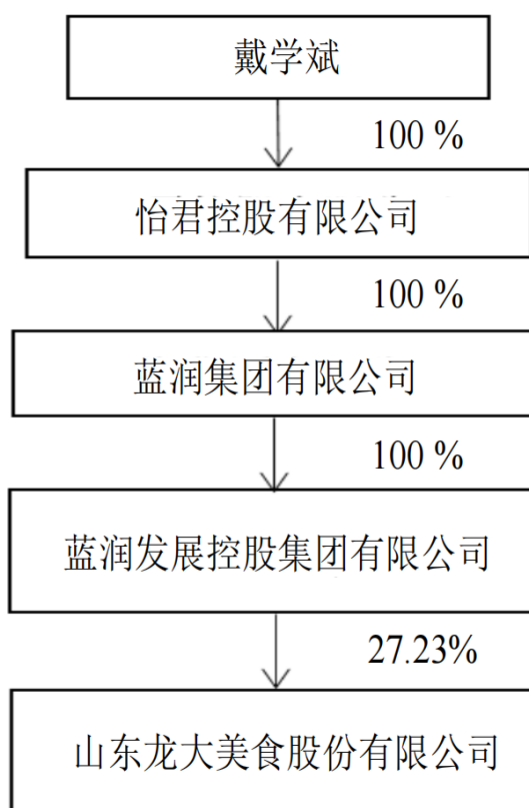 戴学斌
100 %
怡君控股有限公司
100 %
蓝润集团有限公司
100 %
蓝润发展控股集团有限公司
27.23%
山东龙大美食股份有限公司